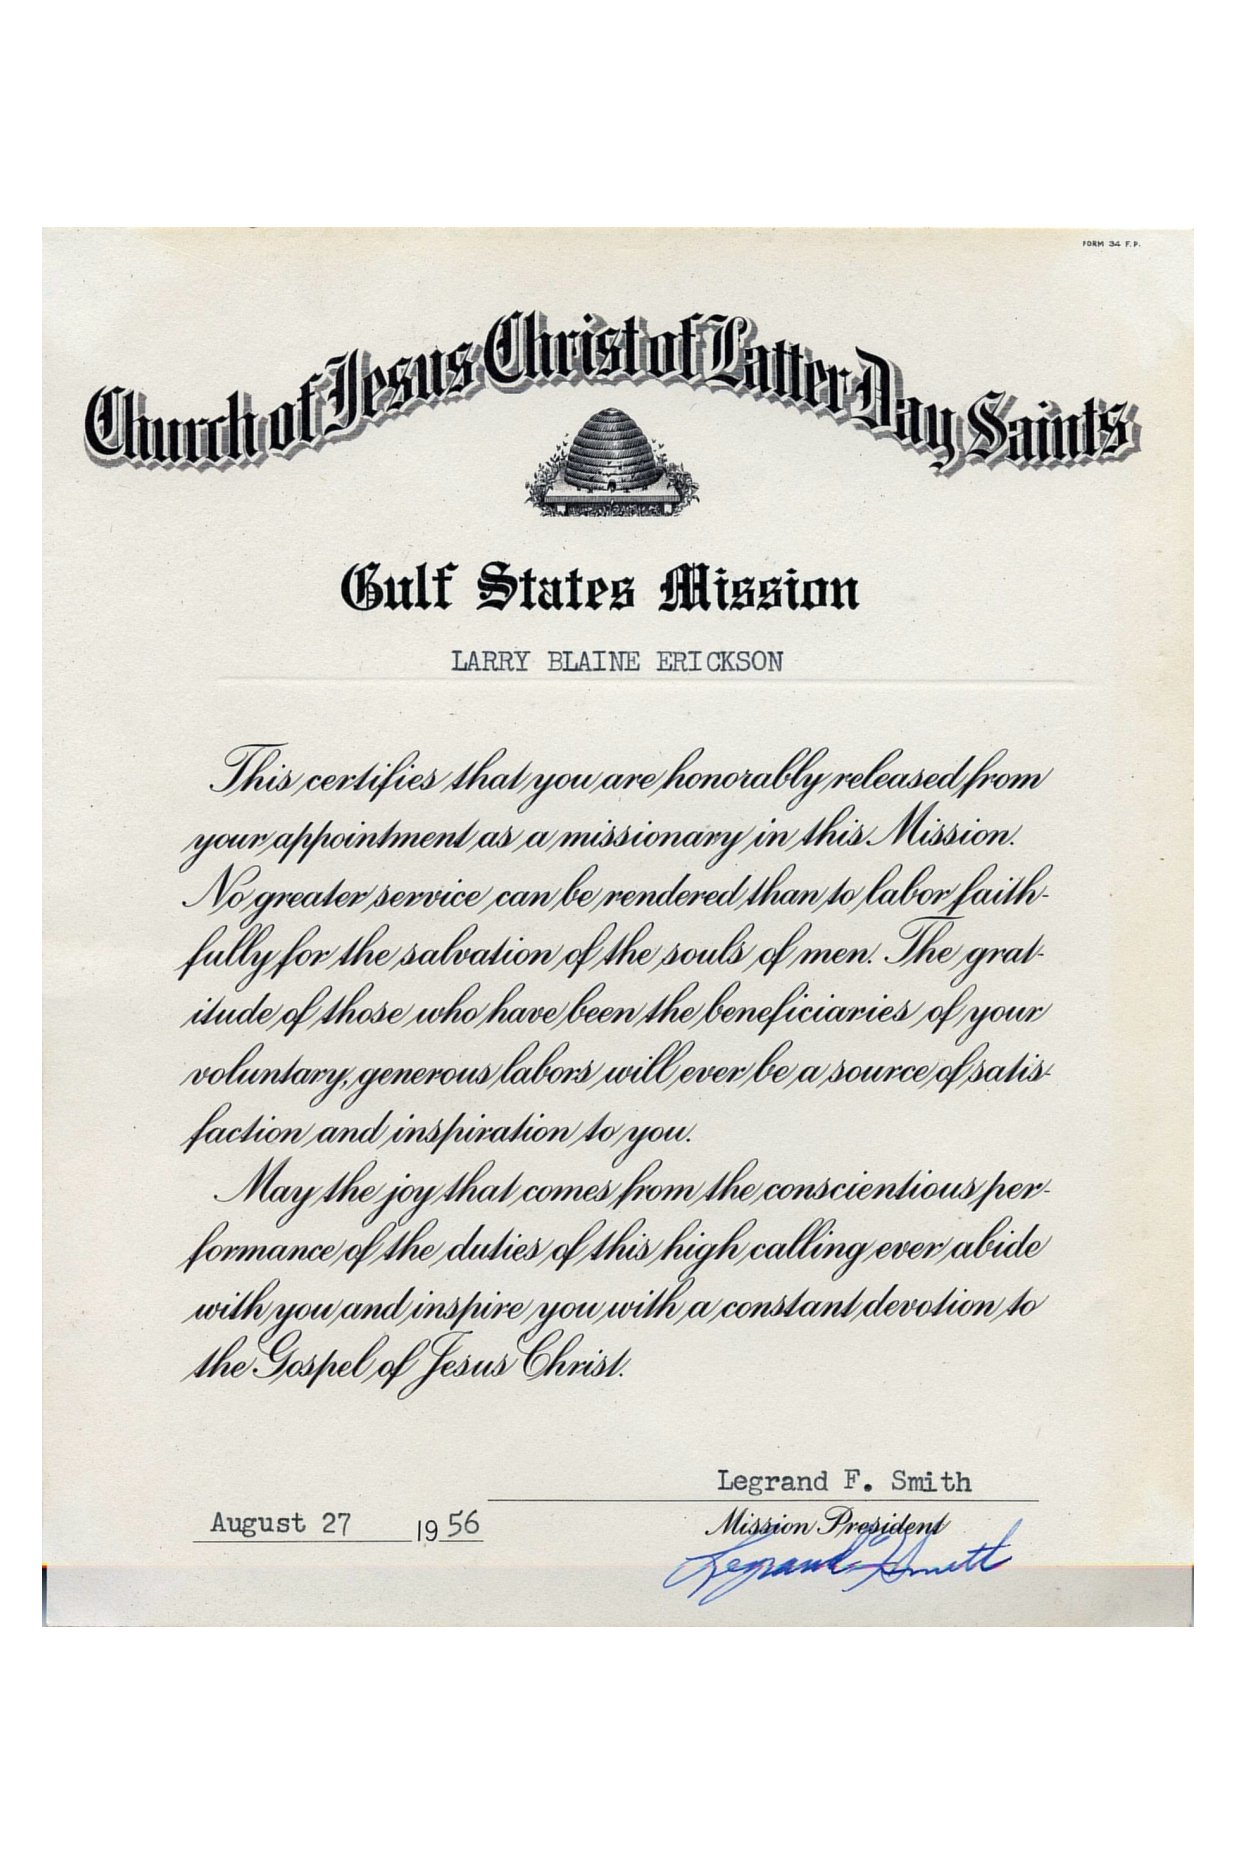 FORM 34 F.P.
Church of Jesus Christ of Latter Day Saints
Gulf States Mission
LARRY BLAINE ERICKSON
This certifies that you are honorably released from
your appointment as a missionary in this Mission.
No greater service can be rendered than to labor faith-
fully for the salvation of the souls of men. The grat-
itude of those who have been the beneficiaries of your
voluntary, generous labors will ever be a source of satis-
faction and inspiration to you.
May the joy that comes from the conscientious per-
formance of the duties of this high calling ever abide
with you and inspire you with a constant devotion to
the Gospel of Jesus Christ.
Legrand F. Smith
August 27 1956
Mission President
Legrand F. Smith